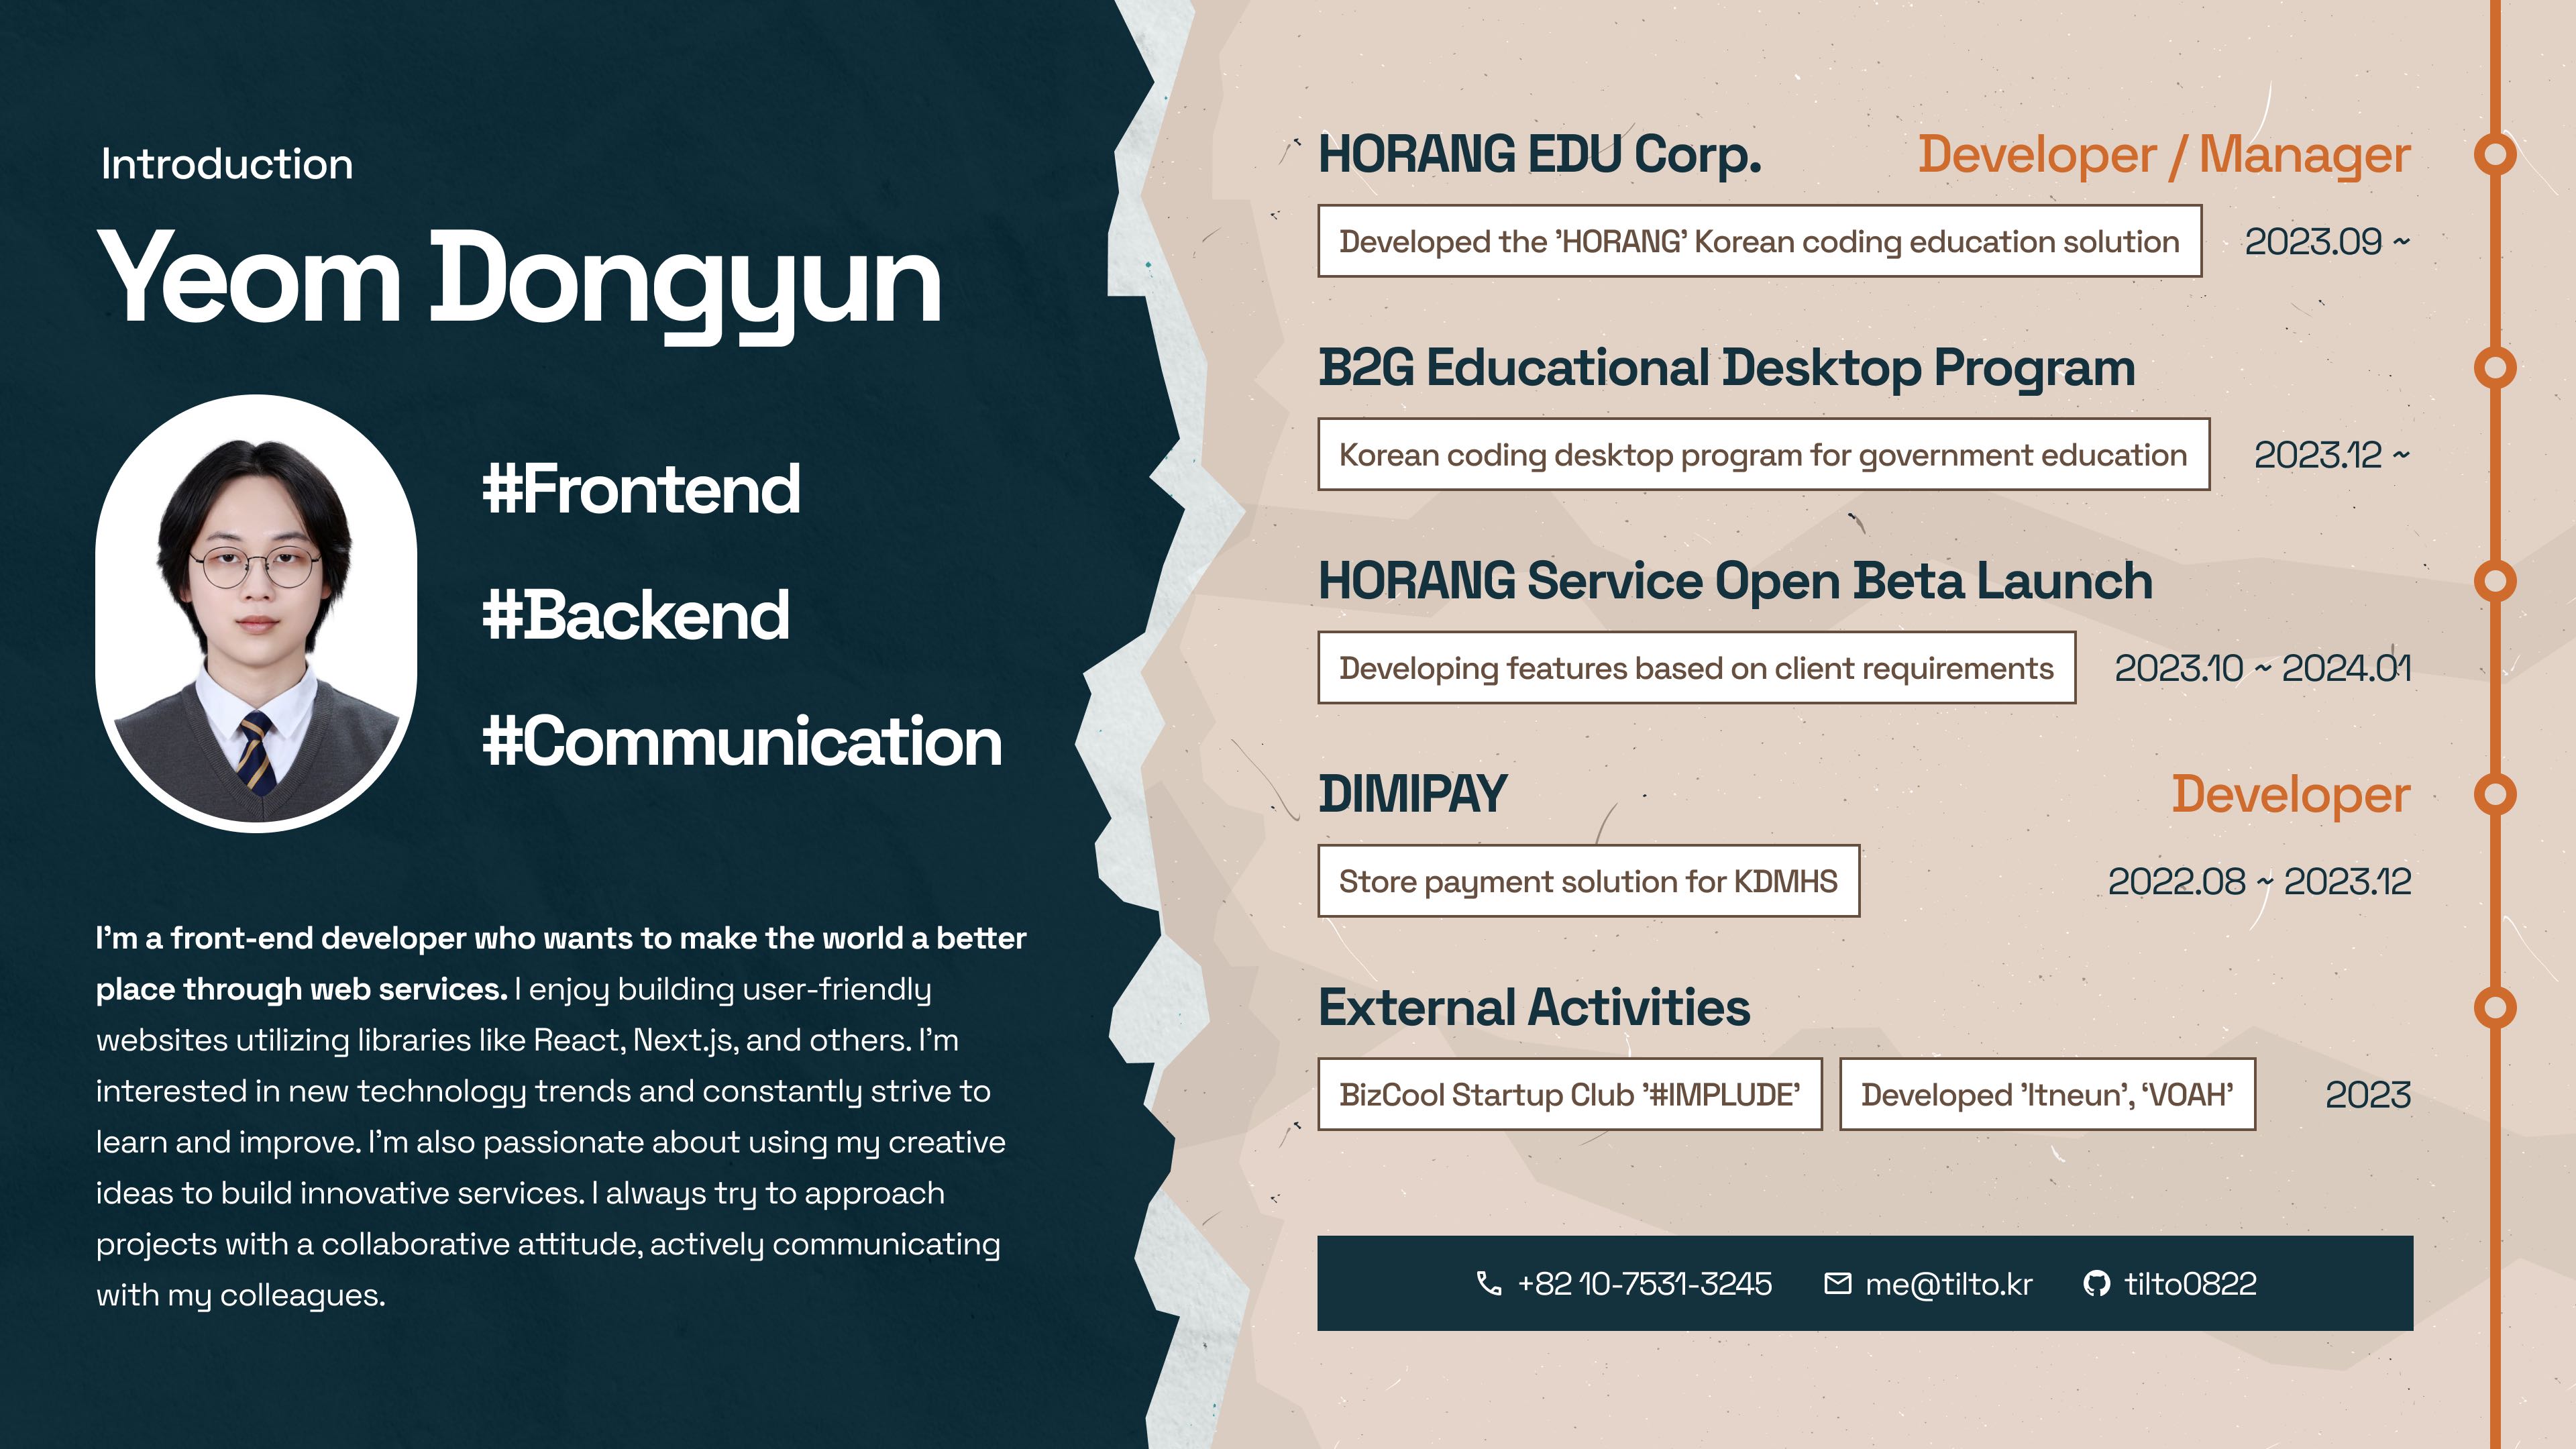 Introduction
Yeom Dongyun
#Frontend
#Backend
#Communication
I'm a front-end developer who wants to make the world a better
place through web services. I enjoy building user-friendly
websites utilizing libraries like React, Next.js, and others. I'm
interested in new technology trends and constantly strive to
learn and improve. I'm also passionate about using my creative
ideas to build innovative services. I always try to approach
projects with a collaborative attitude, actively communicating
with my colleagues.
HORANG EDU Corp. Developer / Manager
Developed the ’HORANG’ Korean coding education solution 2023.09 ~
B2G Educational Desktop Program
Korean coding desktop program for government education 2023.12 ~
HORANG Service Open Beta Launch
Developing features based on client requirements 2023.10 ~ 2024.01
DIMIPAY Developer
Store payment solution for KDMHS 2022.08 ~ 2023.12
External Activities
BizCool Startup Club ’#IMPLUDE’ Developed ’Itneun’, ‘VOAH’ 2023
+82 10-7531-3245 me@tilto.kr tilto0822